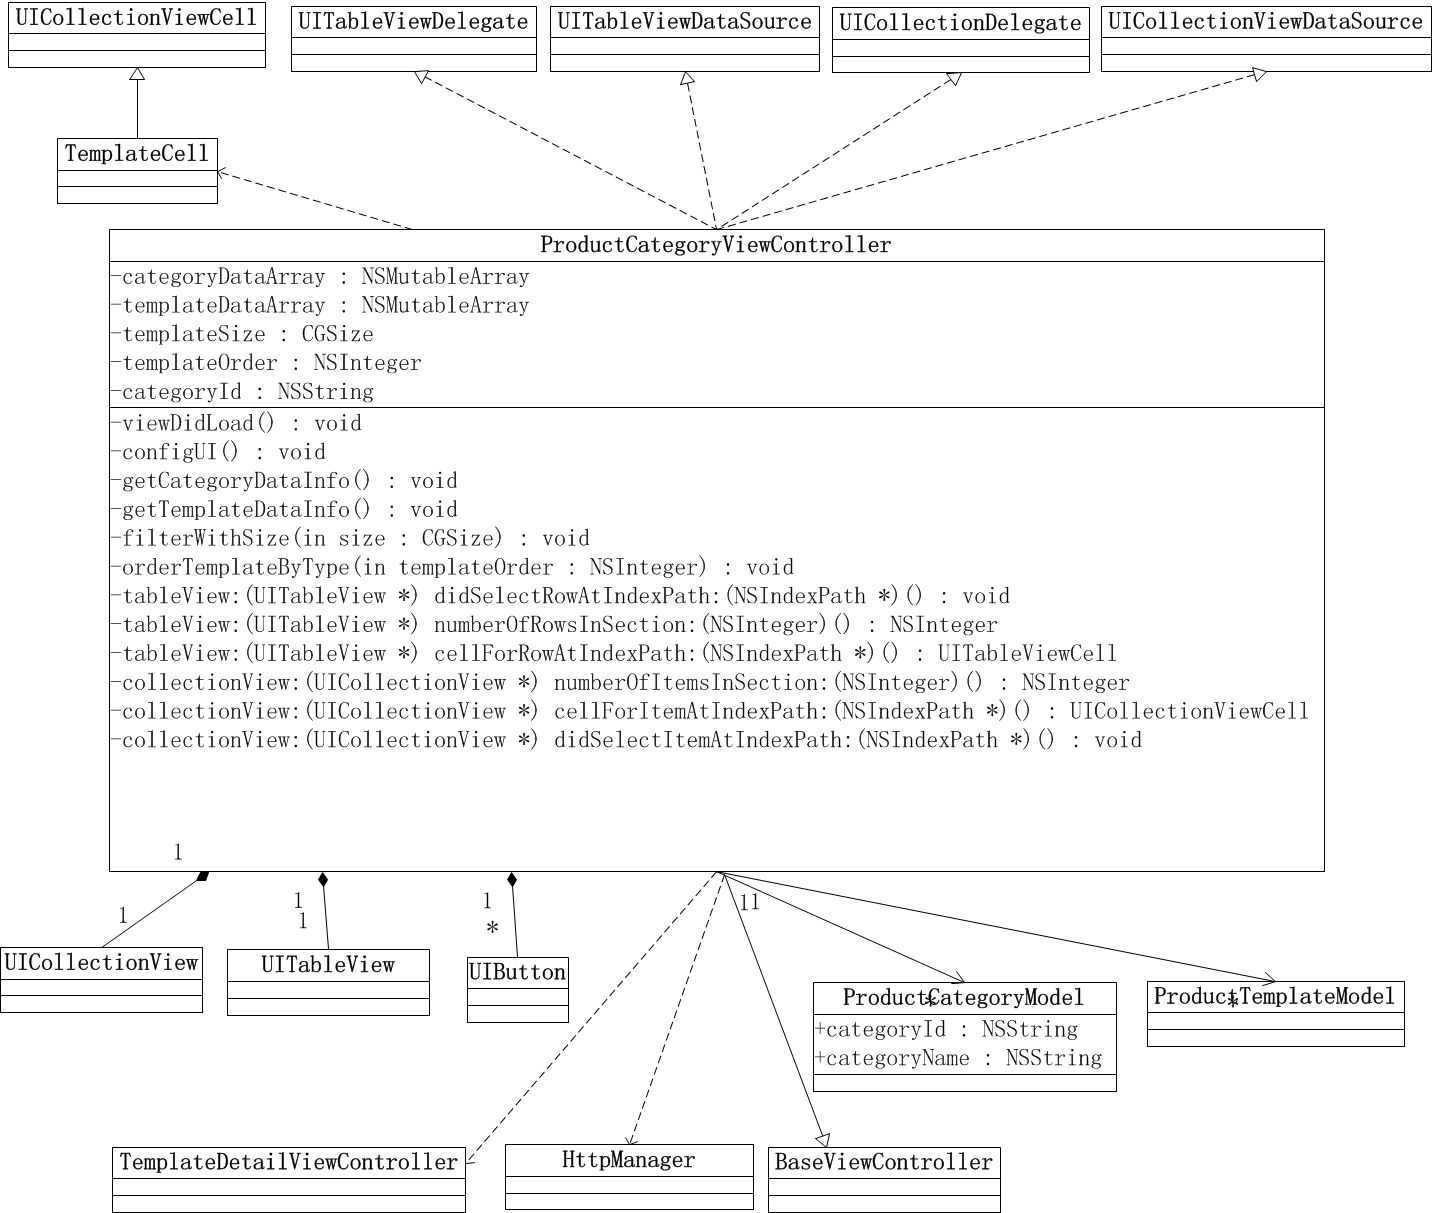 UICollectionViewCell
UITableViewDelegate
UITableViewDataSource
UICollectionDelegate
UICollectionViewDataSource
TemplateCell
ProductCategoryViewController
-categoryDataArray : NSMutableArray
-templateDataArray : NSMutableArray
-templateSize : CGSize
-templateOrder : NSInteger
-categoryId : NSString
-viewDidLoad() : void
-configUI() : void
-getCategoryDataInfo() : void
-getTemplateDataInfo() : void
-filterWithSize(in size : CGSize) : void
-orderTemplateByType(in templateOrder : NSInteger) : void
-tableView:(UITableView *) didSelectRowAtIndexPath:(NSIndexPath *)() : void
-tableView:(UITableView *) numberOfRowsInSection:(NSInteger)() : NSInteger
-tableView:(UITableView *) cellForRowAtIndexPath:(NSIndexPath *)() : UITableViewCell
-collectionView:(UICollectionView *) numberOfItemsInSection:(NSInteger)() : NSInteger
-collectionView:(UICollectionView *) cellForItemAtIndexPath:(NSIndexPath *)() : UICollectionViewCell
-collectionView:(UICollectionView *) didSelectItemAtIndexPath:(NSIndexPath *)() : void
1
1
1
1
1
*
11
UICollectionView
UITableView
UIButton
ProductCategoryModel
*
+categoryId : NSString
+categoryName : NSString
ProductTemplateModel
*
TemplateDetailViewController
HttpManager
BaseViewController